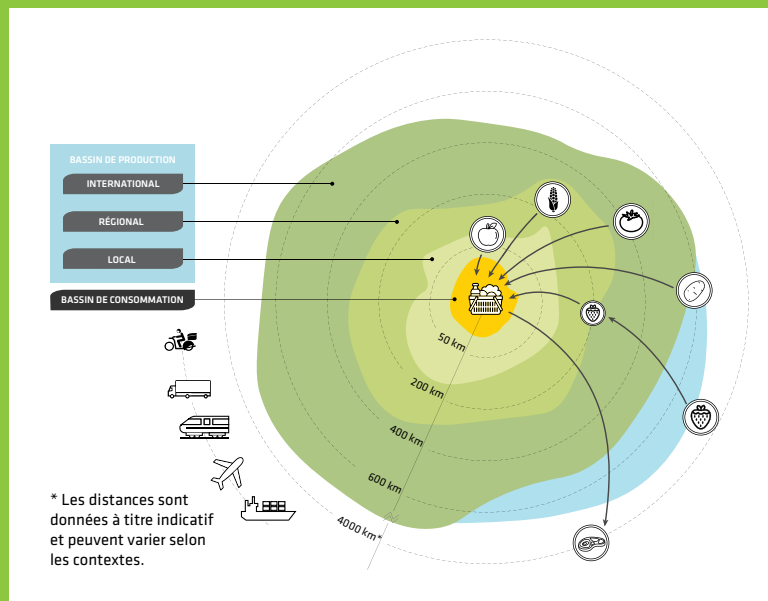 BASSIN DE PRODUCTION
INTERNATIONAL
RÉGIONAL
LOCAL
BASSIN DE CONSOMMATION
50 km
200 km
400 km
600 km
4000 km*
* Les distances sont
données à titre indicatif
et peuvent varier selon
les contextes.